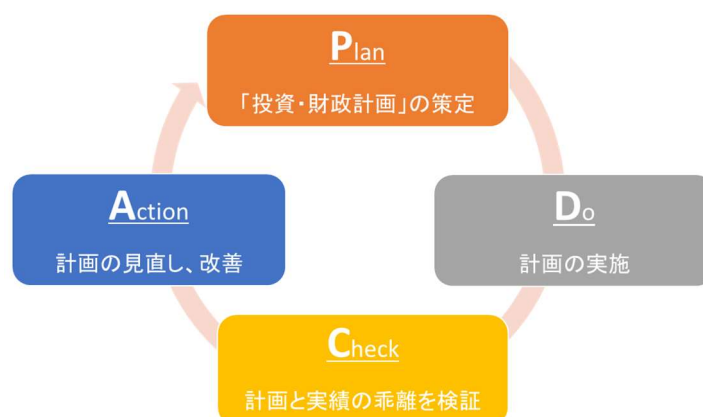 Plan
「投資・財政計画」の策定
Action
計画の見直し、改善
Do
計画の実施
Check
計画と実績の乖離を検証